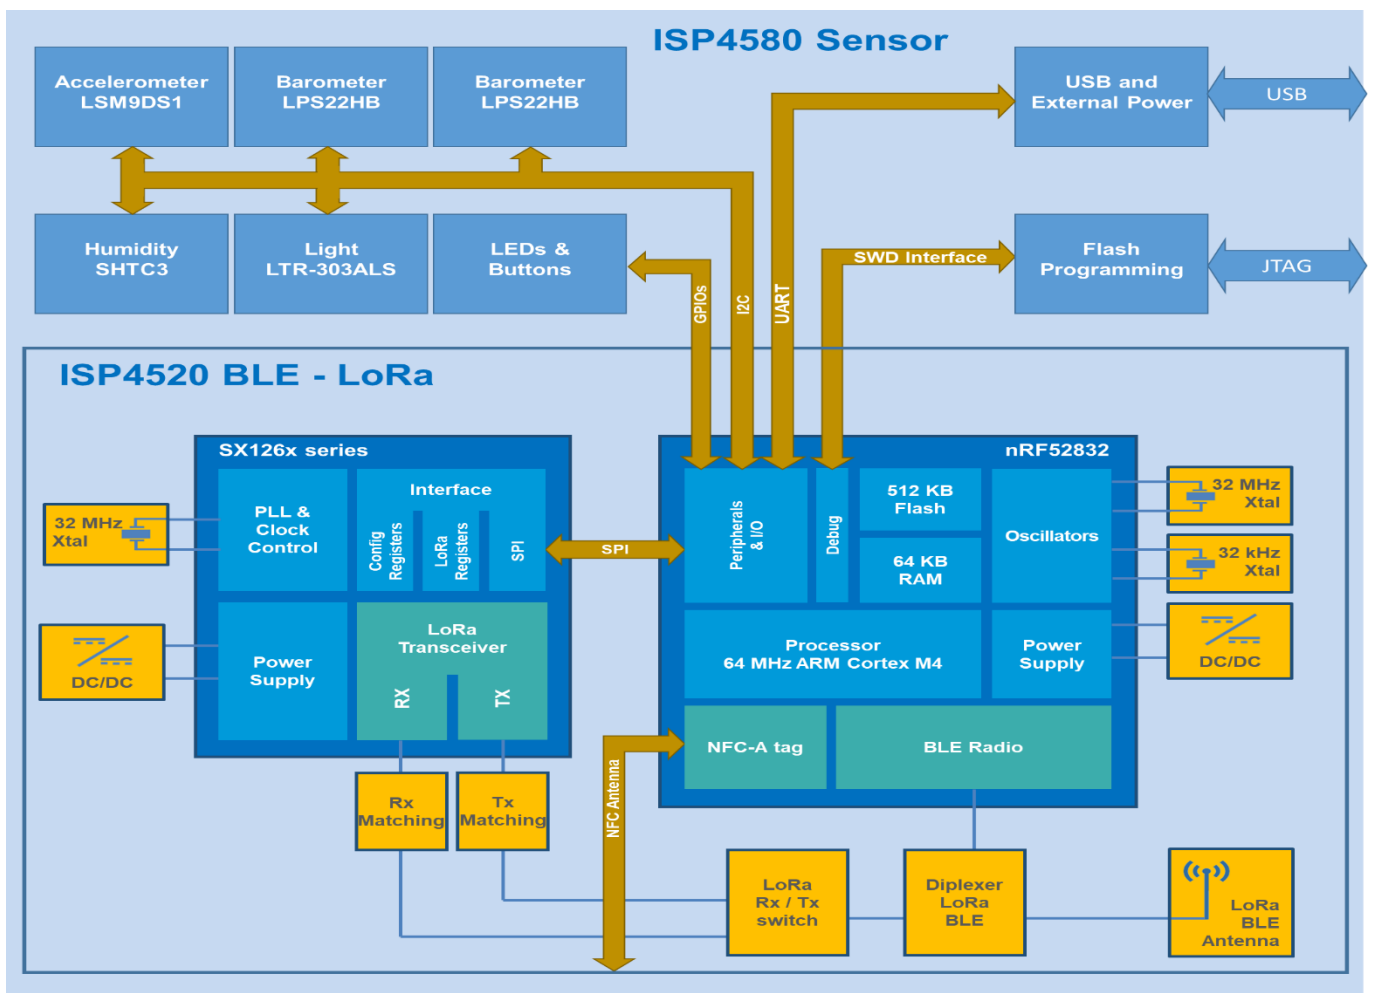 ISP4580 Sensor
Accelerometer
LSM9DS1
Barometer
LPS22HB
Barometer
LPS22HB
USB and
External Power
USB
Humidity
SHTC3
Light
LTR-303ALS
LEDs &
Buttons
GPIOs
I2C
UART
SWD Interface
Flash
Programming
JTAG
ISP4520 BLE - LoRa
SX126x series
PLL &
Clock
Control
Interface
Config
Registers
LoRa
Registers
SPI
32 MHz
Xtal
Power
Supply
DC/DC
LoRa
Transceiver
RX
TX
SPI
nRF52832
Peripherals
& I/O
Debug
512 KB
Flash
64 KB
RAM
Oscillators
32 MHz
Xtal
32 kHz
Xtal
Processor
64 MHz ARM Cortex M4
Power
Supply
DC/DC
NFC-A tag
BLE Radio
Rx
Matching
Tx
Matching
NFC Antenna
LoRa
Rx / Tx
switch
Diplexer
LoRa
BLE
LoRa
BLE
Antenna